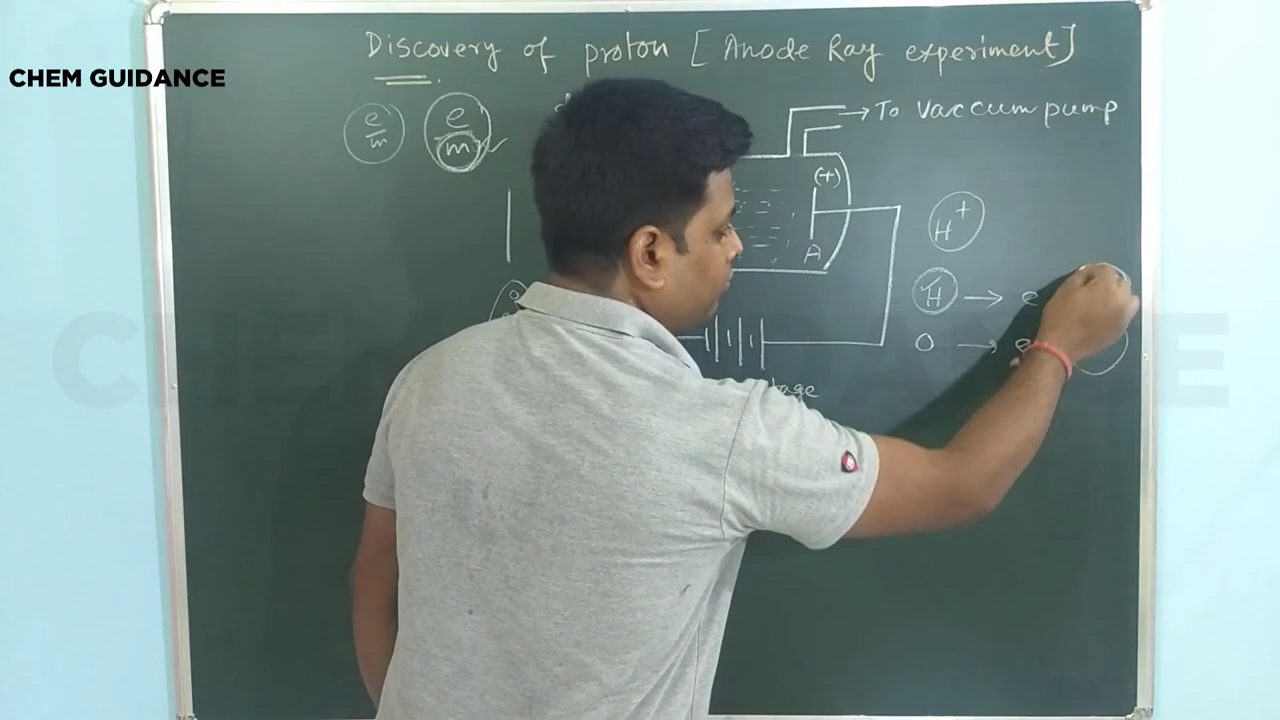 Discovery of proton [Anode Ray experiment]
CHEM GUIDANCE
e/m e/m
→ To Vaccum pump
(+)
A
H+
H → e
O → e